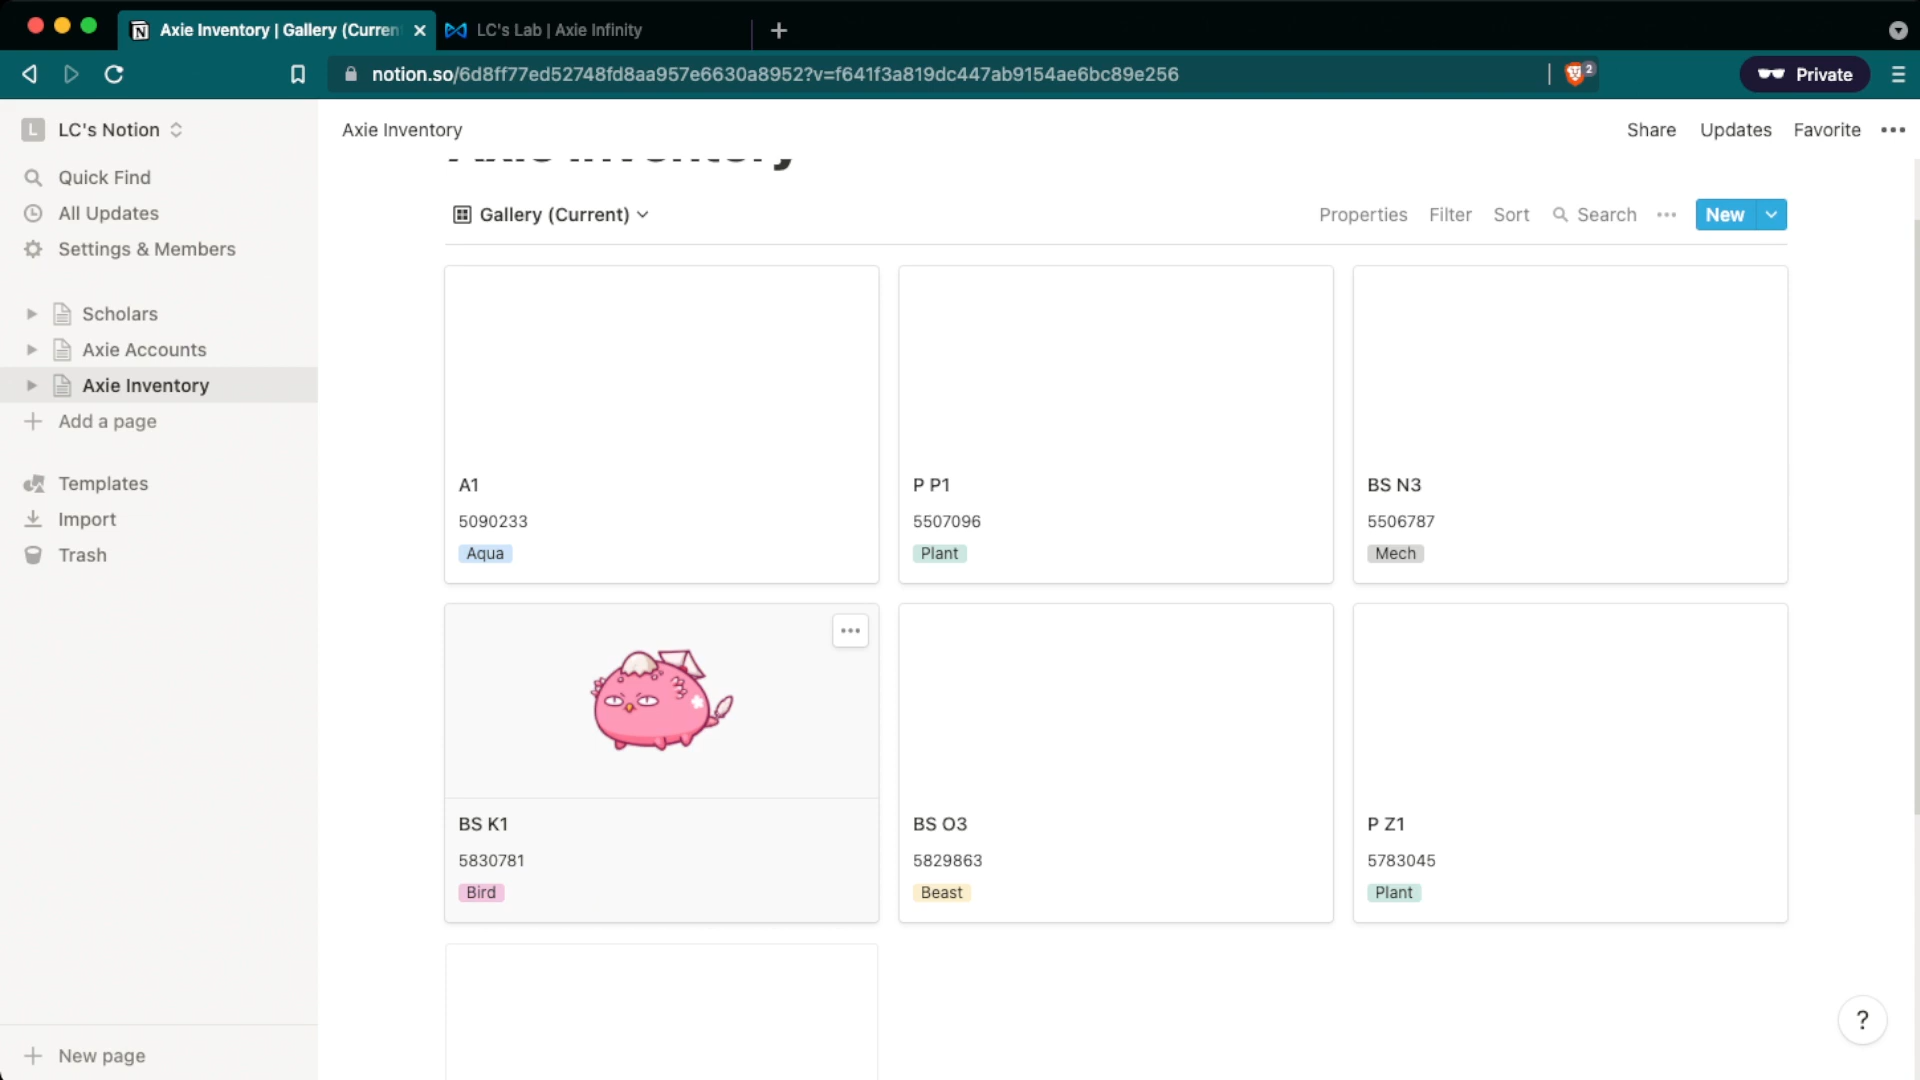 Axie Inventory | Gallery (Curren
LC's Lab | Axie Infinity
notion.so/6d8ff77ed52748fd8aa957e6630a8952?v=f641f3a819dc447ab9154ae6bc89e256
2
Private
L
LC's Notion
Axie Inventory
Share
Updates
Favorite
Quick Find
All Updates
Settings & Members
Scholars
Axie Accounts
Axie Inventory
Add a page
Templates
Import
Trash
New page
Axie Inventory
Gallery (Current)
Properties
Filter
Sort
Search
New
A1
5090233
Aqua
P P1
5507096
Plant
BS N3
5506787
Mech
BS K1
5830781
Bird
BS O3
5829863
Beast
P Z1
5783045
Plant
?